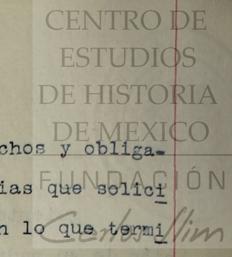 CENTRO DE
ESTUDIOS
DE HISTORIA
DE MEXICO
chos y obliga-
FUNDACIÓN
ias que solici
Carlos Slim
n lo que termi